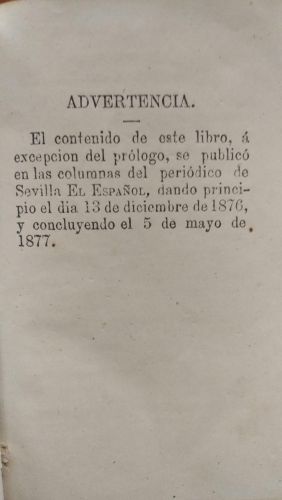 ADVERTENCIA.
El contenido de este libro, á
excepcion del prólogo, se publicó
en las columnas del periódico de
Sevilla EL ESPAÑOL, dando princi-
pio el dia 13 de diciembre de 1876,
y concluyendo el 5 de mayo de
1877.